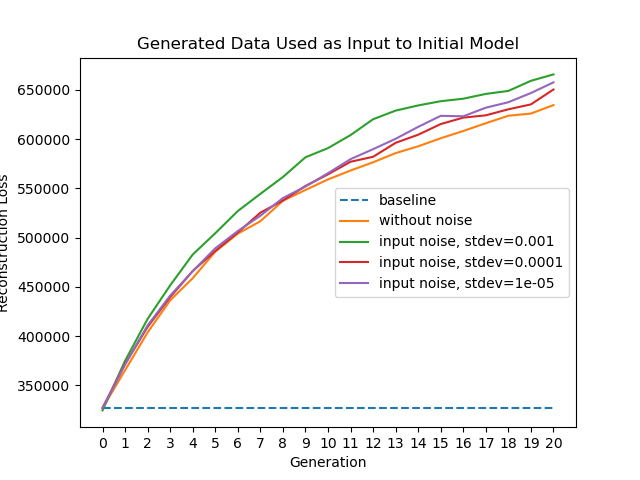 Generated Data Used as Input to Initial Model
Reconstruction Loss
650000
600000
550000
500000
450000
400000
350000
baseline
without noise
input noise, stdev=0.001
input noise, stdev=0.0001
input noise, stdev=1e-05
0 1 2 3 4 5 6 7 8 9 10 11 12 13 14 15 16 17 18 19 20
Generation